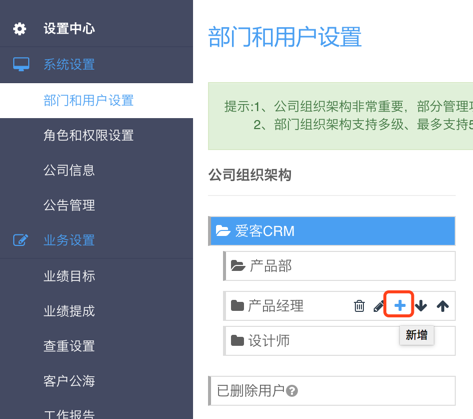 设置中心
系统设置
部门和用户设置
角色和权限设置
公司信息
公告管理
业务设置
业绩目标
业绩提成
查重设置
客户公海
工作报告
部门和用户设置
提示:1、公司组织架构非常重要，部分管理
2、部门组织架构支持多级、最多支持5
公司组织架构
爱客CRM
产品部
产品经理
新增
设计师
已删除用户